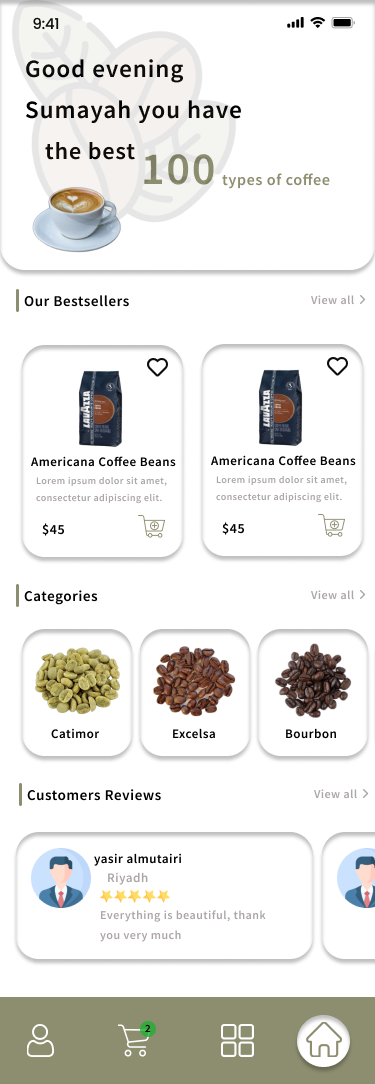 9:41
Good evening
Sumayah you have
the best 100 types of coffee
Our Bestsellers View all
LAVAZZA LAVAZZA
Americana Coffee Beans Americana Coffee Beans
Lorem ipsum dolor sit amet, Lorem ipsum dolor sit amet,
consectetur adipiscing elit. consectetur adipiscing elit.
$45 $45
Categories View all
Catimor Excelsa Bourbon
Customers Reviews View all
yasir almutairi
Riyadh
Everything is beautiful, thank
you very much
2